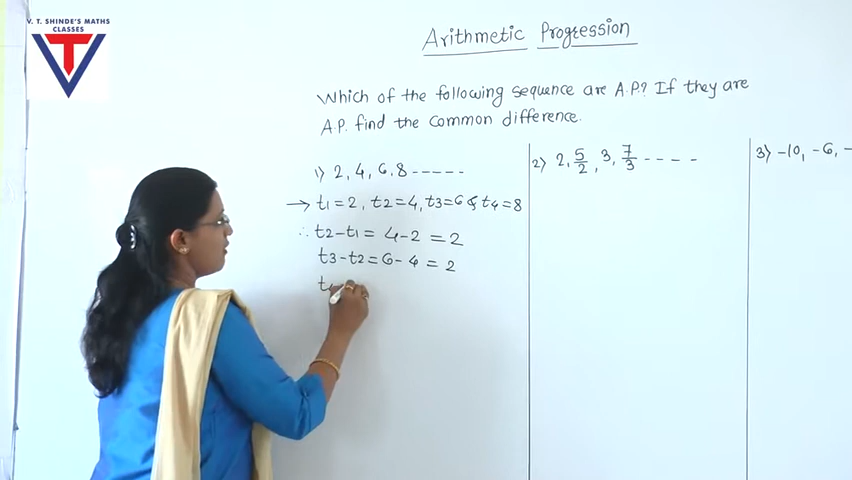 V. T. SHINDE'S MATHS
CLASSES
Arithmetic Progression
Which of the following sequence are A.P.? If they are
A.P. find the common difference.
1) 2, 4, 6, 8 -----
→ t1 = 2, t2 = 4, t3 = 6 & t4 = 8
∴ t2 - t1 = 4 - 2 = 2
t3 - t2 = 6 - 4 = 2
2) 2, 5/2, 3, 7/3 ----
3) -10, -6, -